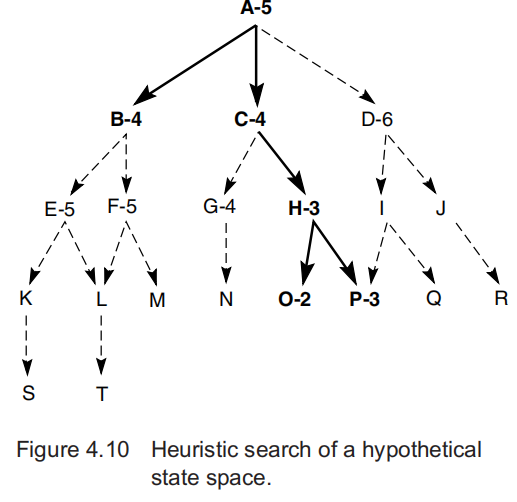 A-5
B-4 C-4 D-6
E-5 F-5 G-4 H-3 I J
K L M N O-2 P-3 Q R
S T
Figure 4.10 Heuristic search of a hypothetical
state space.